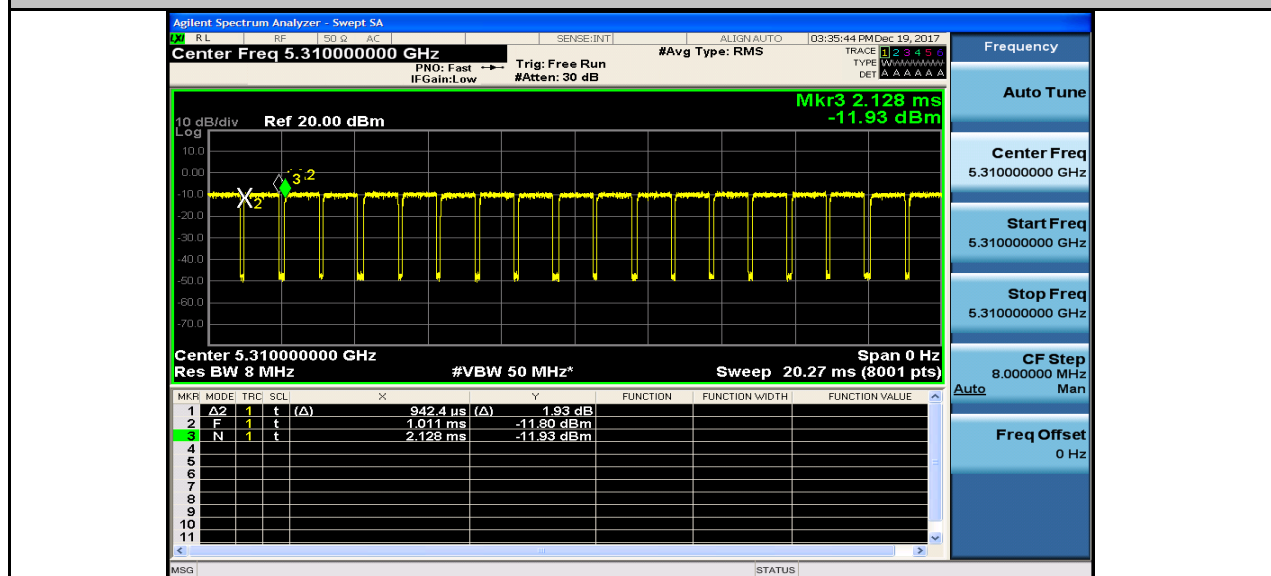 Agilent Spectrum Analyzer - Swept SA
LXI RL RF 50 Ω AC SENSE:INT ALIGN AUTO 03:35:44 PM Dec 19, 2017
Center Freq 5.310000000 GHz #Avg Type: RMS TRACE 1 2 3 4 5 6
PNO: Fast Trig: Free Run TYPE WWWWWW
IFGain:Low #Atten: 30 dB DET A A A A A A
Mkr3 2.128 ms
10 dB/div Ref 20.00 dBm -11.93 dBm
Log
10.0
0.00
-10.0
-20.0
-30.0
-40.0
-50.0
-60.0
-70.0
3
2
2
Center 5.310000000 GHz Span 0 Hz
Res BW 8 MHz #VBW 50 MHz* Sweep 20.27 ms (8001 pts)
MKR MODE TRC SCL X Y FUNCTION FUNCTION WIDTH FUNCTION VALUE
1 Δ2 1 t (Δ) 942.4 µs (Δ) 1.93 dB
2 F 1 t 1.011 ms -11.80 dBm
3 N 1 t 2.128 ms -11.93 dBm
4
5
6
7
8
9
10
11
MSG STATUS
Frequency
Auto Tune
Center Freq
5.310000000 GHz
Start Freq
5.310000000 GHz
Stop Freq
5.310000000 GHz
CF Step
8.000000 MHz
Auto Man
Freq Offset
0 Hz